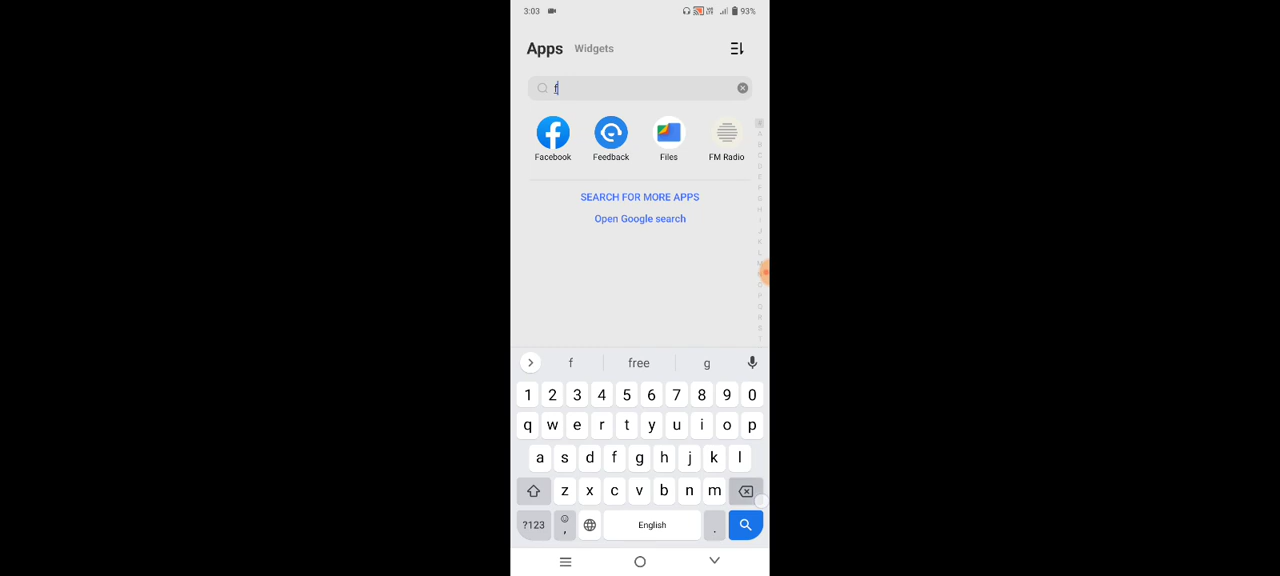 3:03 93%
Apps Widgets
f
Facebook Feedback Files FM Radio
SEARCH FOR MORE APPS
Open Google search
f free g
1 2 3 4 5 6 7 8 9 0
q w e r t y u i o p
a s d f g h j k l
z x c v b n m
?123 , English .